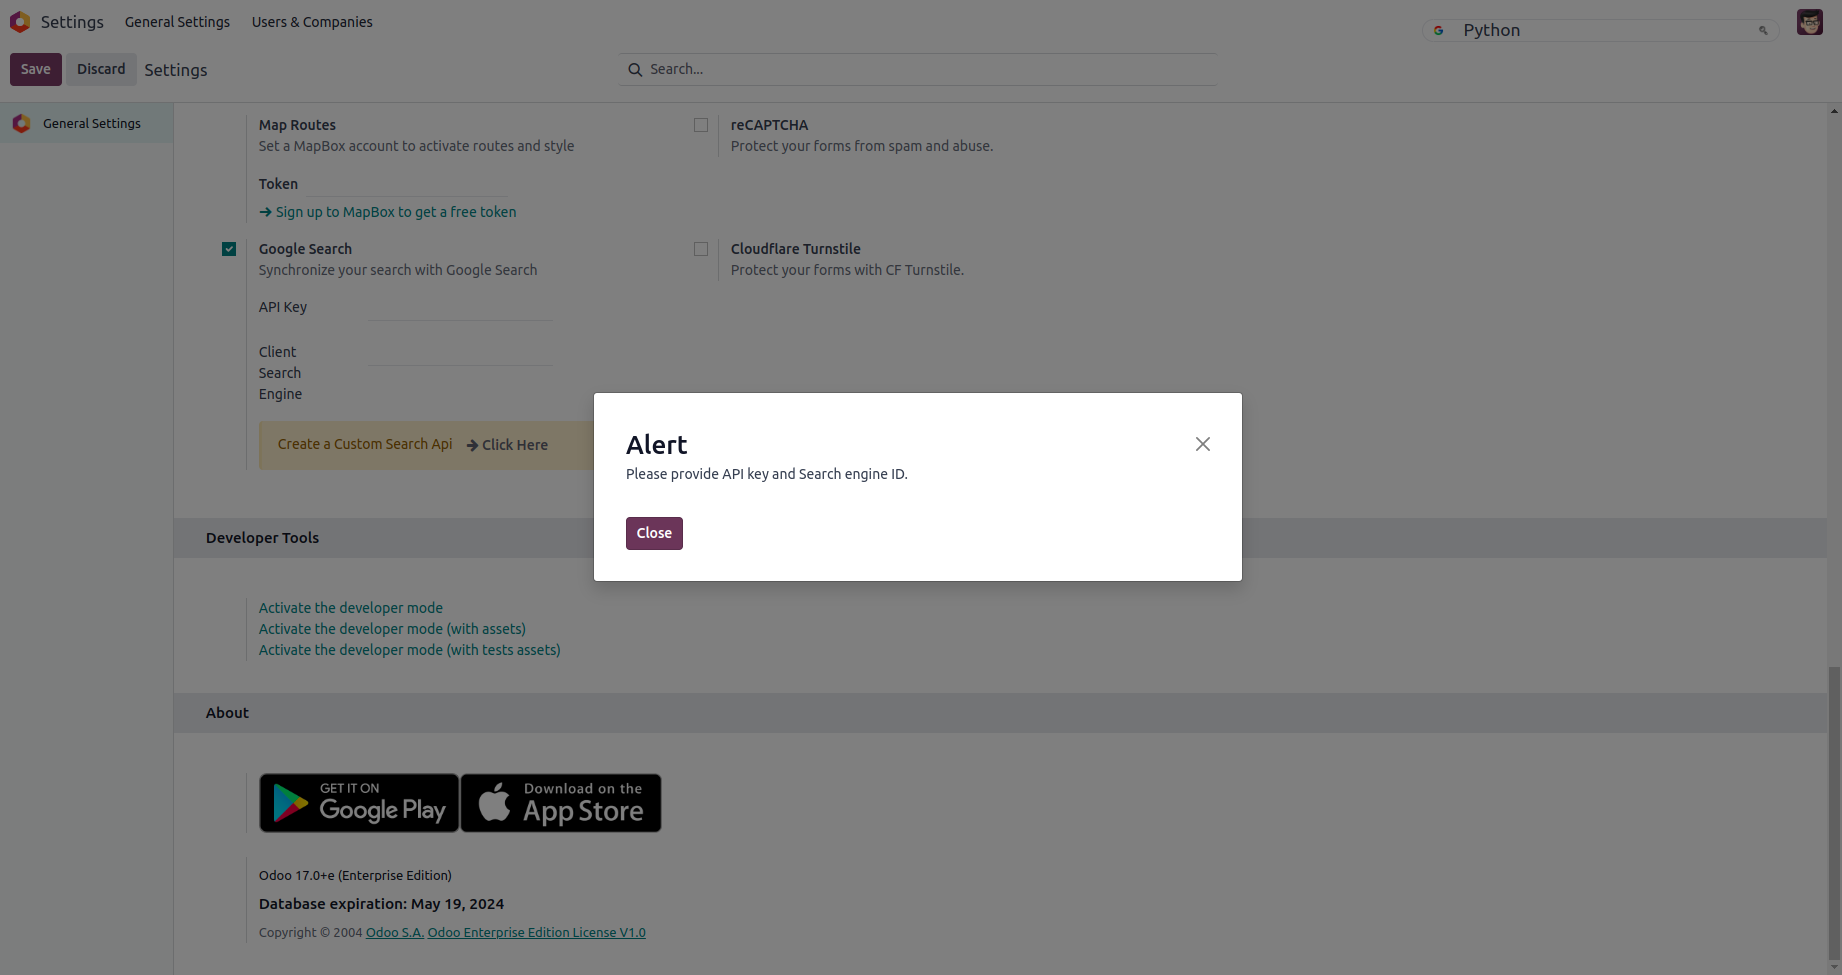 Settings General Settings Users & Companies Python
Save Discard Settings Search...
General Settings
Map Routes
Set a MapBox account to activate routes and style
Token
Sign up to MapBox to get a free token
reCAPTCHA
Protect your forms from spam and abuse.
Google Search
Synchronize your search with Google Search
API Key
Client
Search
Engine
Create a Custom Search Api Click Here
Cloudflare Turnstile
Protect your forms with CF Turnstile.
Alert
Please provide API key and Search engine ID.
Close
Developer Tools
Activate the developer mode
Activate the developer mode (with assets)
Activate the developer mode (with tests assets)
About
GET IT ON
Google Play
Download on the
App Store
Odoo 17.0+e (Enterprise Edition)
Database expiration: May 19, 2024
Copyright © 2004 Odoo S.A. Odoo Enterprise Edition License V1.0